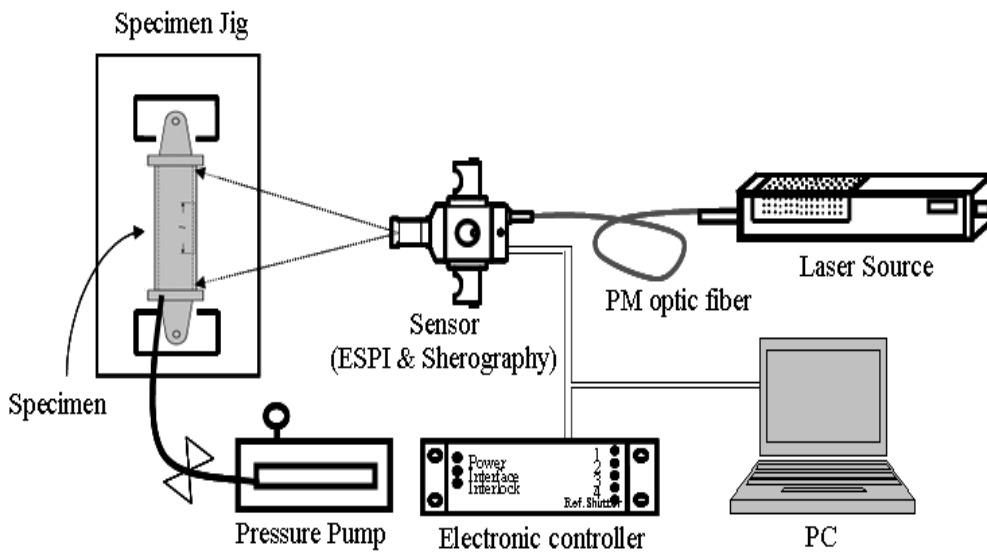 Specimen Jig
Laser Source
PM optic fiber
Sensor
(ESPI & Sherography)
Specimen
Power
Interface
Interlock
1
2
3
4
Ref.Shutter
Pressure Pump
Electronic controller
PC